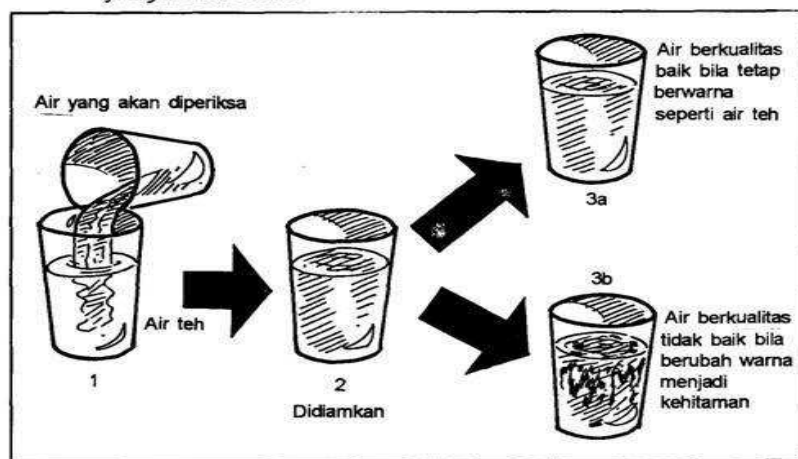 Air yang akan diperiksa
Air teh
1
2
Didiamkan
Air berkualitas
baik bila tetap
berwarna
seperti air teh
3a
3b
Air berkualitas
tidak baik bila
berubah warna
menjadi
kehitaman